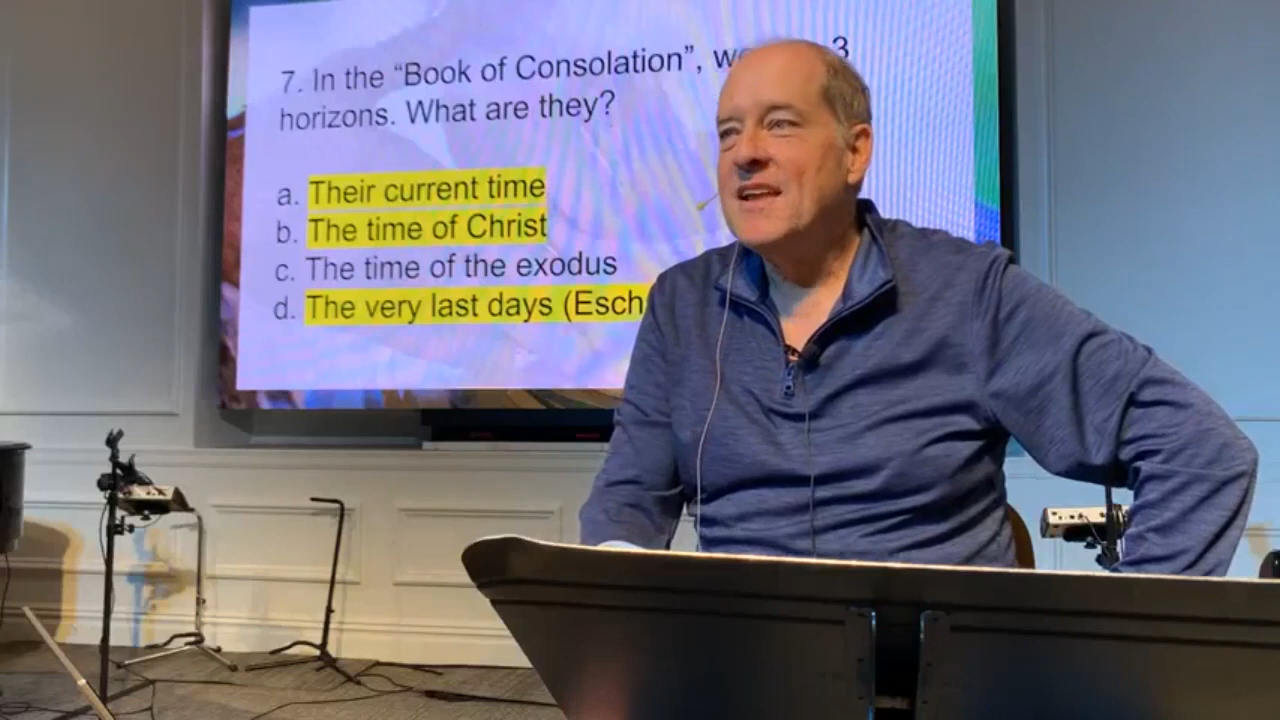 7. In the “Book of Consolation”, 3
horizons. What are they?
a. Their current time
b. The time of Christ
c. The time of the exodus
d. The very last days (Esch